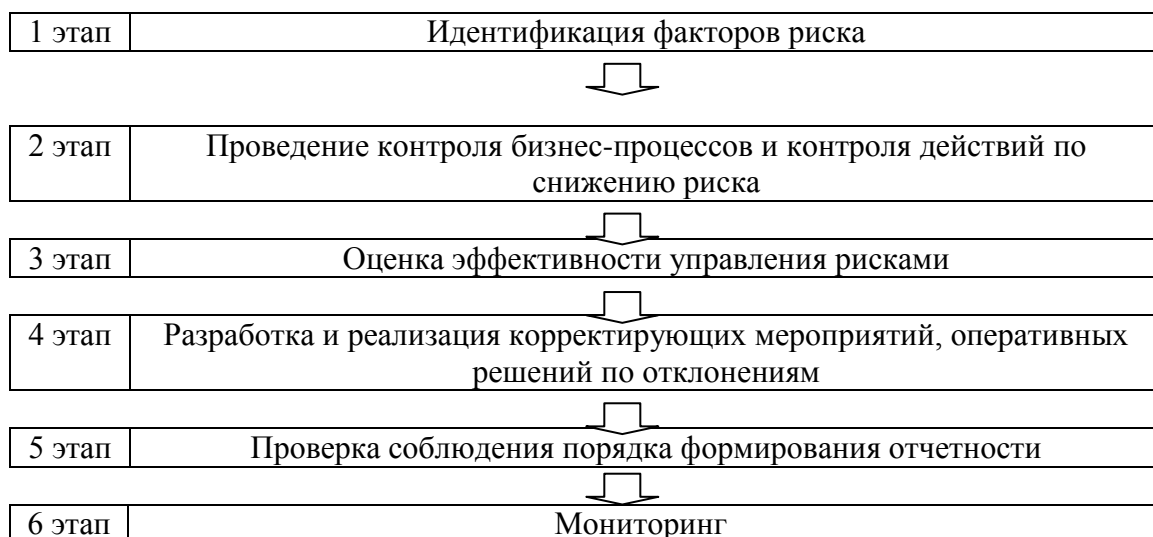 1 этап Идентификация факторов риска
2 этап Проведение контроля бизнес-процессов и контроля действий по
снижению риска
3 этап Оценка эффективности управления рисками
4 этап Разработка и реализация корректирующих мероприятий, оперативных
решений по отклонениям
5 этап Проверка соблюдения порядка формирования отчетности
6 этап Мониторинг